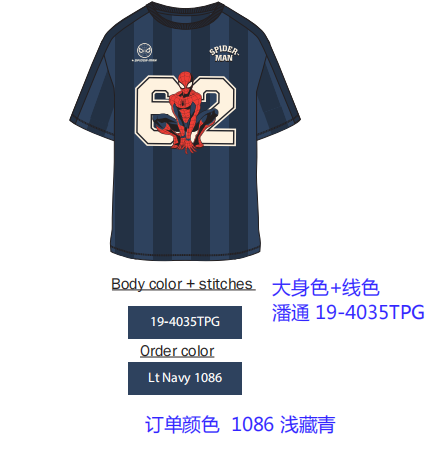 SPIDER-
MAN
62
Body color + stitches
大身色+线色
潘通 19-4035TPG
19-4035TPG
Order color
Lt Navy 1086
订单颜色 1086 浅藏青